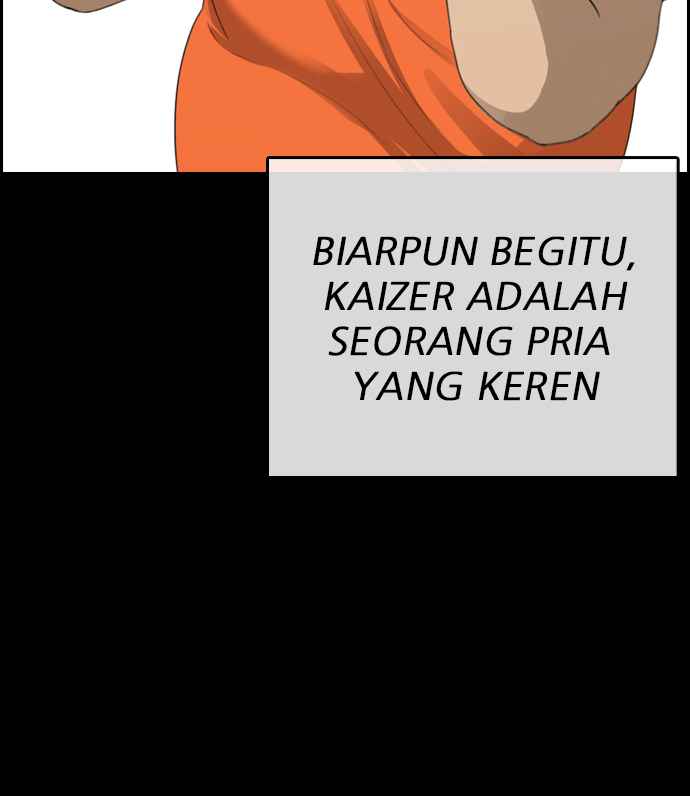 BIARPUN BEGITU,
KAIZER ADALAH
SEORANG PRIA
YANG KEREN